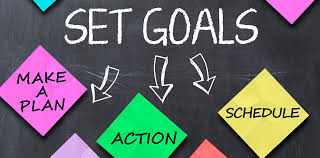 SET GOALS
MAKE
A
PLAN
ACTION
SCHEDULE